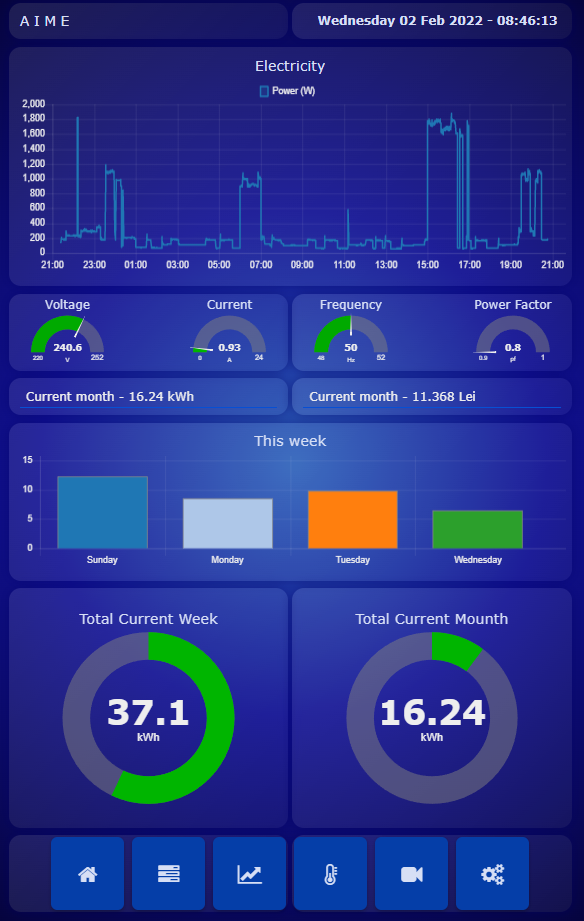 A I M E
Wednesday 02 Feb 2022 - 08:46:13
Electricity
Power (W)
2,000
1,800
1,600
1,400
1,200
1,000
800
600
400
200
0
21:00 23:00 01:00 03:00 05:00 07:00 09:00 11:00 13:00 15:00 17:00 19:00 21:00
Voltage
240.6
220 V 252
Current
0.93
0 A 24
Frequency
50
48 Hz 52
Power Factor
0.8
0.9 pf 1
Current month - 16.24 kWh
Current month - 11.368 Lei
This week
15
10
5
0
Sunday Monday Tuesday Wednesday
Total Current Week
37.1
kWh
Total Current Mounth
16.24
kWh